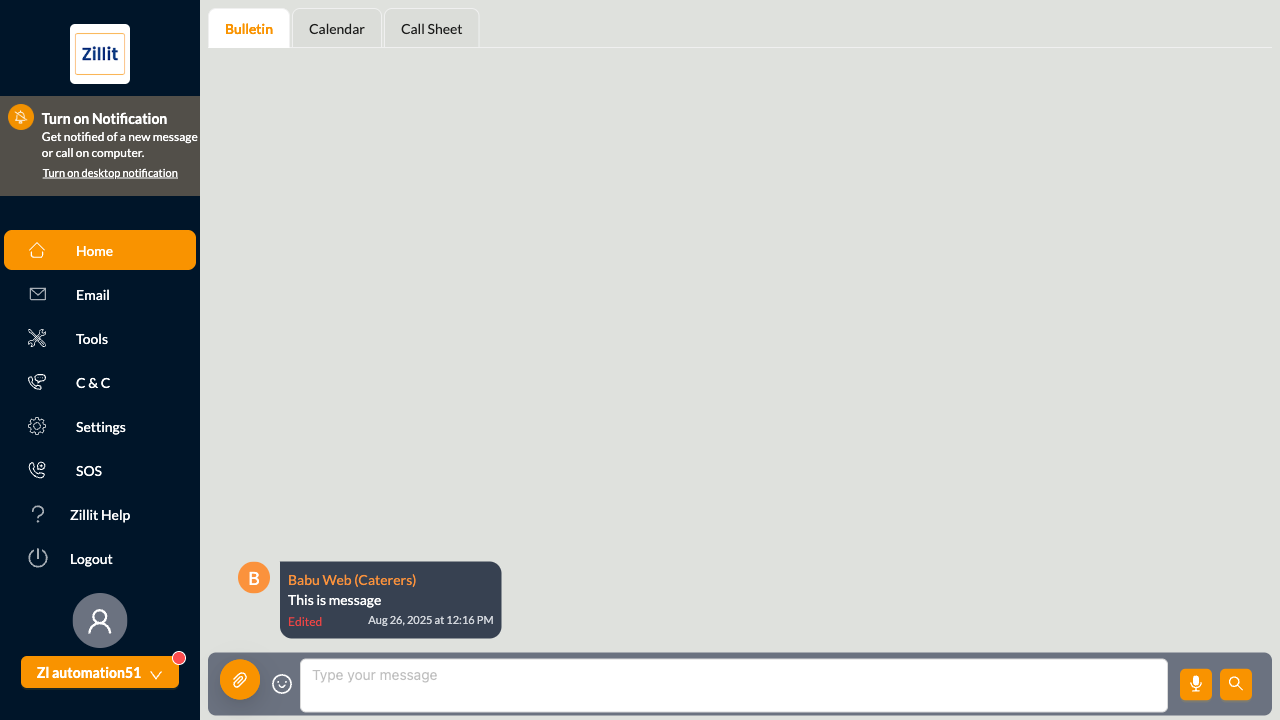 Zillit
Turn on Notification
Get notified of a new message
or call on computer.
Turn on desktop notification
Home
Email
Tools
C & C
Settings
SOS
Zillit Help
Logout
ZI automation51
Bulletin
Calendar
Call Sheet
B
Babu Web (Caterers)
This is message
Edited
Aug 26, 2025 at 12:16 PM
Type your message